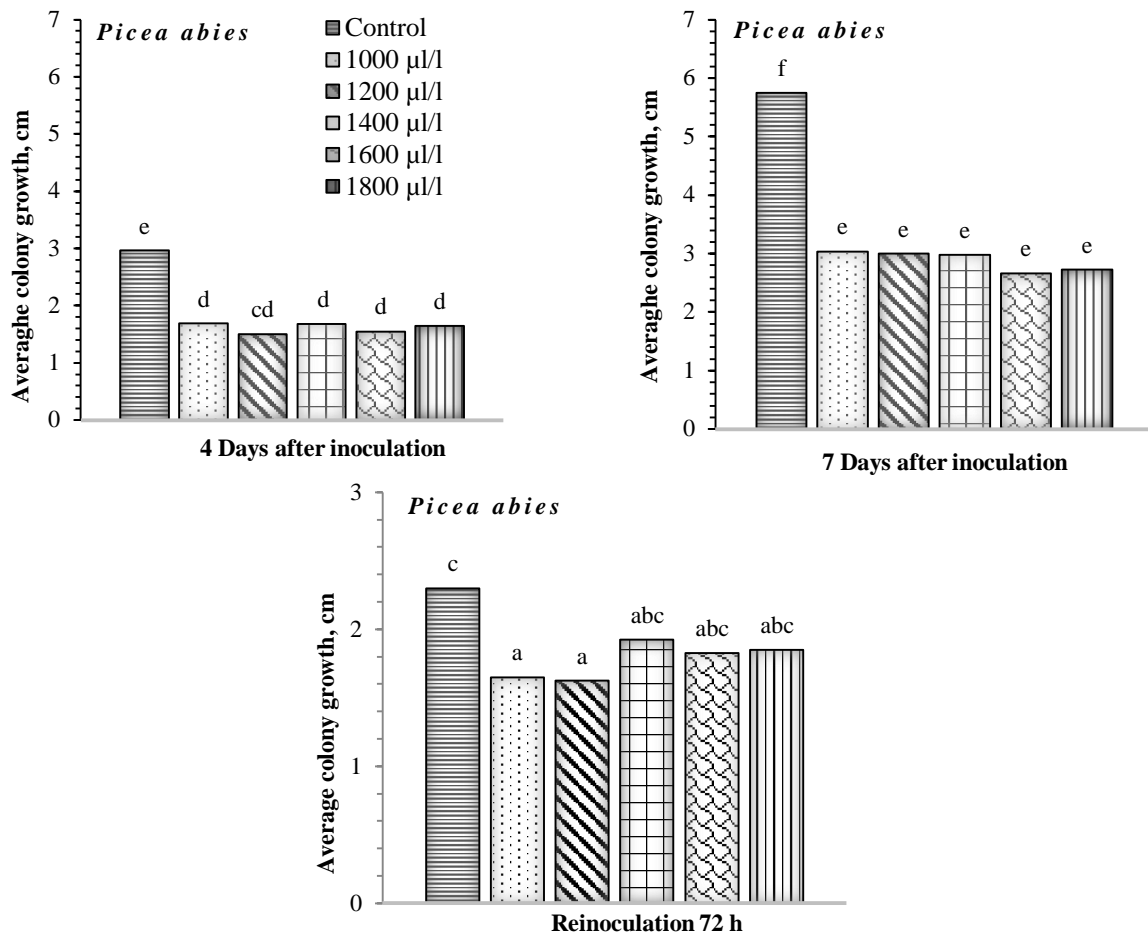 Picea abies
Control
1000 µl/l
1200 µl/l
1400 µl/l
1600 µl/l
1800 µl/l
Averaghe colony growth, cm
7
6
5
4
3
2
1
0
e
d
cd
d
d
d
4 Days after inoculation
Picea abies
Averaghe colony growth, cm
7
6
5
4
3
2
1
0
f
e
e
e
e
e
7 Days after inoculation
Picea abies
Average colony growth, cm
3
2
1
0
c
a
a
abc
abc
abc
Reinoculation 72 h